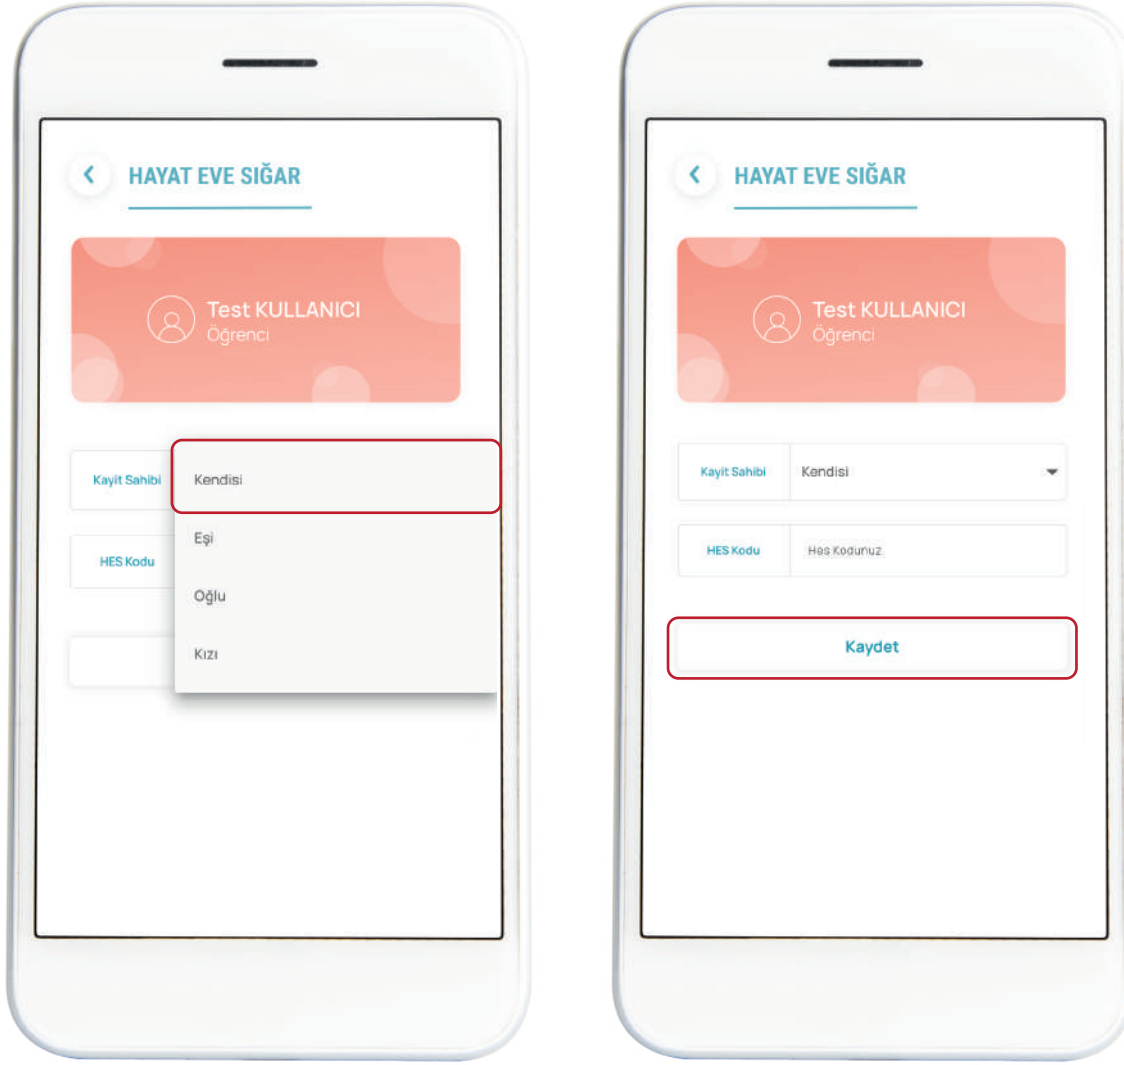 HAYAT EVE SIĞAR
Test KULLANICI
Öğrenci
Kayit Sahibi
Kendisi
Eşi
HES Kodu
Oğlu
Kızı
HAYAT EVE SIĞAR
Test KULLANICI
Öğrenci
Kayit Sahibi
Kendisi
HES Kodu
Hes Kodunuz
Kaydet